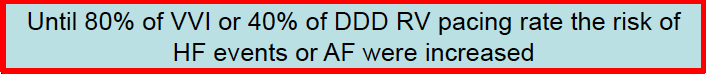 Until 80% of VVI or 40% of DDD RV pacing rate the risk of
HF events or AF were increased